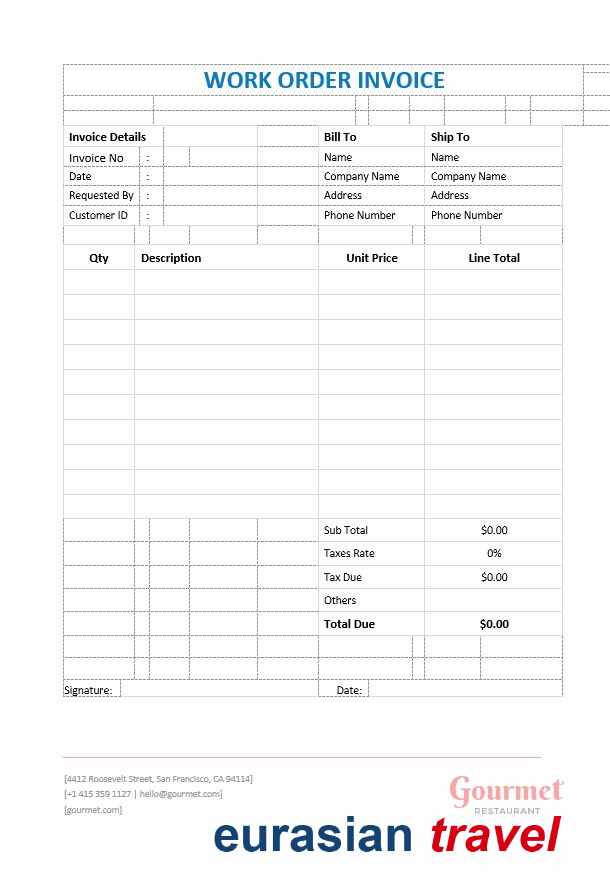 WORK ORDER INVOICE
Invoice Details Bill To Ship To
Invoice No : Name Name
Date : Company Name Company Name
Requested By : Address Address
Customer ID : Phone Number Phone Number
Qty Description Unit Price Line Total
Sub Total $0.00
Taxes Rate 0%
Tax Due $0.00
Others
Total Due $0.00
Signature: Date:
[4412 Roosevelt Street, San Francisco, CA 94114]
[+1 415 359 1127 | hello@gourmet.com]
[gourmet.com]
Gourmet
RESTAURANT
eurasian travel